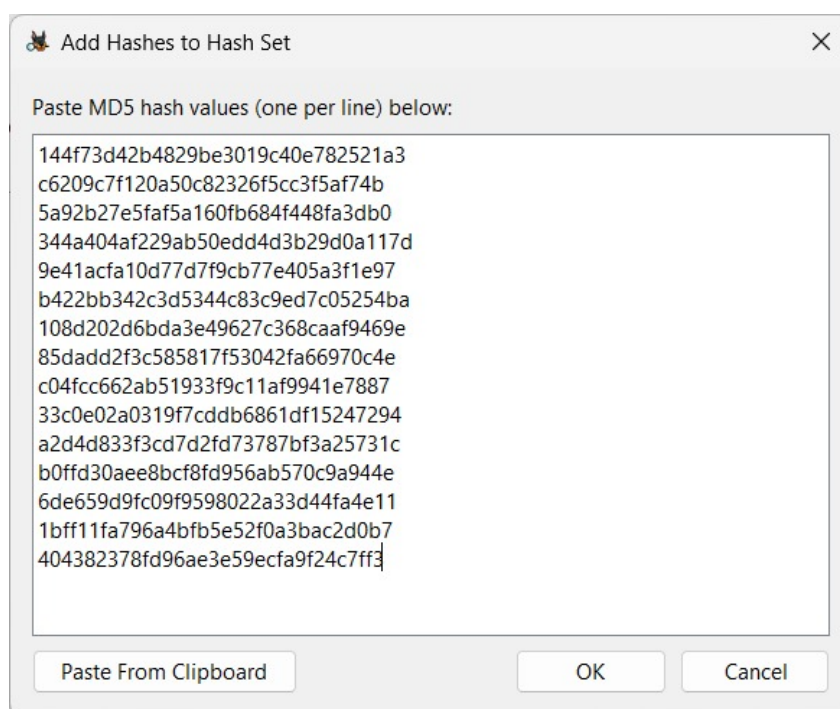 Add Hashes to Hash Set
Paste MD5 hash values (one per line) below:
144f73d42b4829be3019c40e782521a3
c6209c7f120a50c82326f5cc3f5af74b
5a92b27e5faf5a160fb684f448fa3db0
344a404af229ab50edd4d3b29d0a117d
9e41acfa10d77d7f9cb77e405a3f1e97
b422bb342c3d5344c83c9ed7c05254ba
108d202d6bda3e49627c368caaf9469e
85dadd2f3c585817f53042fa66970c4e
c04fcc662ab51933f9c11af9941e7887
33c0e02a0319f7cddb6861df15247294
a2d4d833f3cd7d2fd73787bf3a25731c
b0ffd30aee8bcf8fd956ab570c9a944e
6de659d9fc09f9598022a33d44fa4e11
1bff11fa796a4bfb5e52f0a3bac2d0b7
404382378fd96ae3e59ecfa9f24c7ff3
Paste From Clipboard OK Cancel